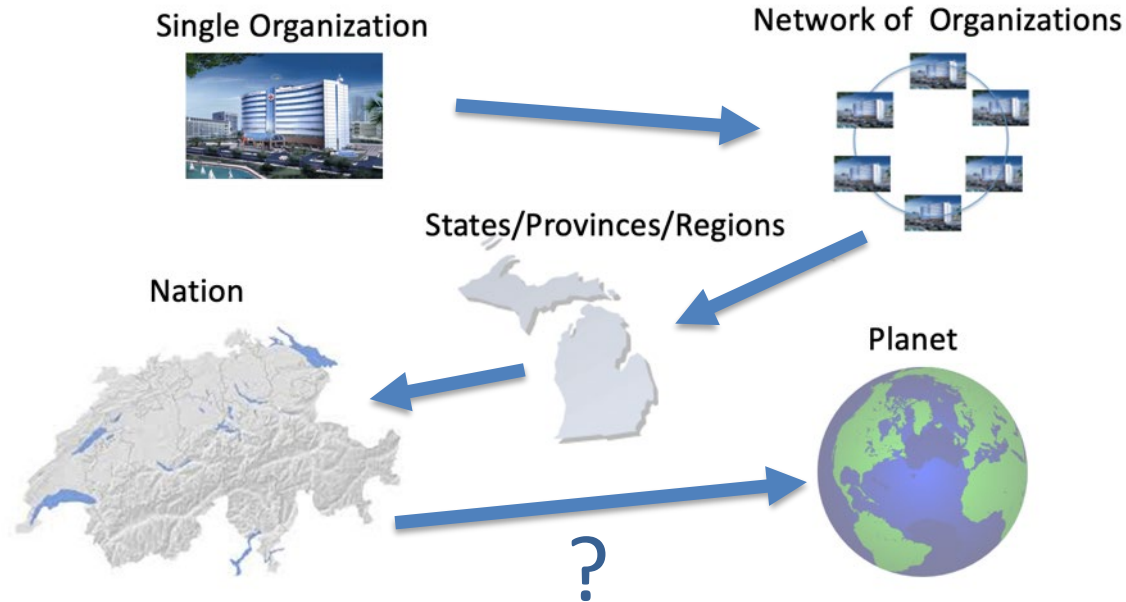 Single Organization
Network of Organizations
States/Provinces/Regions
Nation
Planet
?